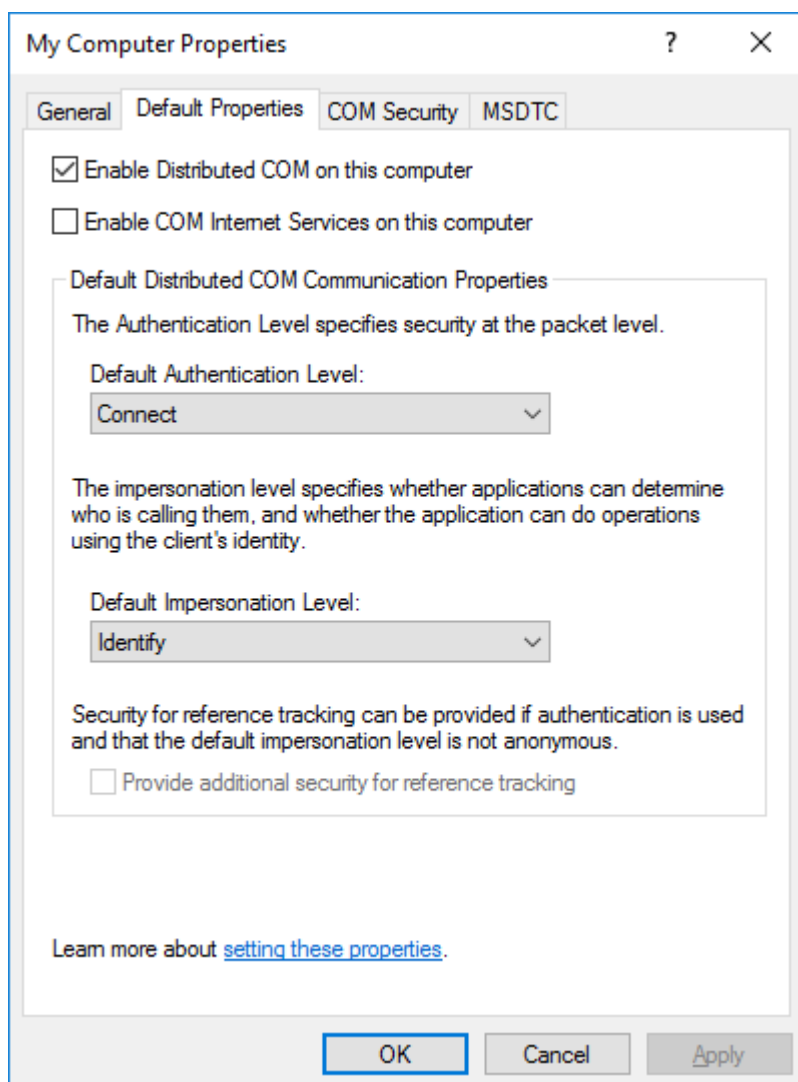 My Computer Properties
?
General
Default Properties
COM Security
MSDTC
Enable Distributed COM on this computer
Enable COM Internet Services on this computer
Default Distributed COM Communication Properties
The Authentication Level specifies security at the packet level.
Default Authentication Level:
Connect
The impersonation level specifies whether applications can determine
who is calling them, and whether the application can do operations
using the client's identity.
Default Impersonation Level:
Identify
Security for reference tracking can be provided if authentication is used
and that the default impersonation level is not anonymous.
Provide additional security for reference tracking
Learn more about setting these properties.
OK
Cancel
Apply